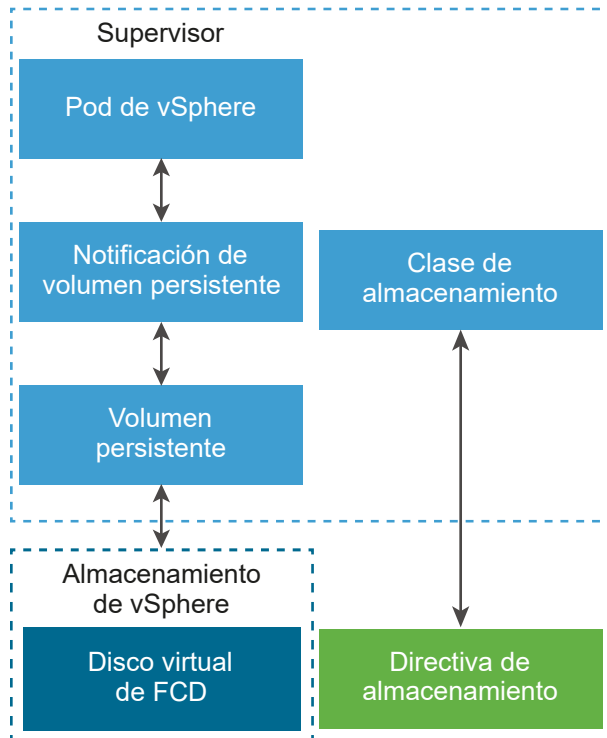 Supervisor
Pod de vSphere
Notificación de
volumen persistente
Clase de
almacenamiento
Volumen
persistente
Almacenamiento
de vSphere
Disco virtual
de FCD
Directiva de
almacenamiento